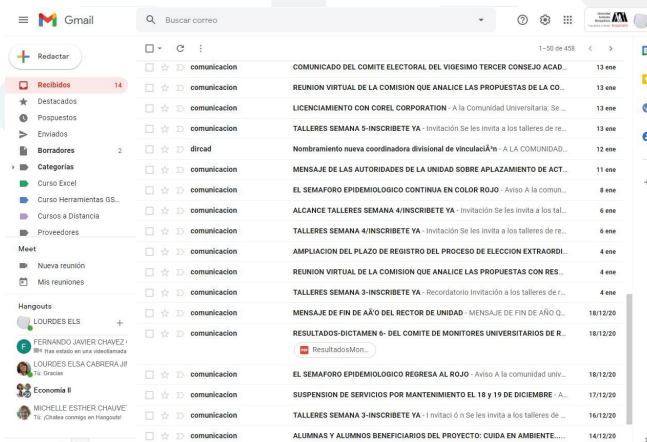 Gmail
Buscar correo
Redactar
1–50 de 458
Recibidos 14
Destacados
Pospuestos
Enviados
Borradores 2
Categorías
Curso Excel
Curso Herramientas GS...
Cursos a Distancia
Proveedores
Meet
Nueva reunión
Mis reuniones
Hangouts
LOURDES ELS
FERNANDO JAVIER CHAVEZ
Has estado en una videollamada
LOURDES ELSA CABRERA JI
Tú: Gracias
Economía II
MICHELLE ESTHER CHAUVE
Tú: ¡Chatea conmigo en Hangouts!
comunicacion COMUNICADO DEL COMITE ELECTORAL DEL VIGESIMO TERCER CONSEJO ACAD... 13 ene
comunicacion REUNION VIRTUAL DE LA COMISION QUE ANALICE LAS PROPUESTAS DE LA CO... 13 ene
comunicacion LICENCIAMIENTO CON COREL CORPORATION - A la Comunidad Universitaria: Se ... 13 ene
comunicacion TALLERES SEMANA 5-INSCRIBETE YA - Invitación Se les invita a los talleres de re... 13 ene
dircad Nombramiento nueva coordinadora divisional de vinculaciÃ³n - A LA COMUNIDAD... 12 ene
comunicacion MENSAJE DE LAS AUTORIDADES DE LA UNIDAD SOBRE APLAZAMIENTO DE ACT... 11 ene
comunicacion EL SEMAFORO EPIDEMIOLOGICO CONTINUA EN COLOR ROJO - Aviso A la comun... 8 ene
comunicacion ALCANCE TALLERES SEMANA 4/INSCRIBETE YA - Invitación Se les invita a los tal... 6 ene
comunicacion TALLERES SEMANA 4/INSCRIBETE YA - Invitación Se les invita a los talleres de re... 6 ene
comunicacion AMPLIACION DEL PLAZO DE REGISTRO DEL PROCESO DE ELECCION EXTRAORDI... 4 ene
comunicacion REUNION VIRTUAL DE LA COMISION QUE ANALICE LAS PROPUESTAS CON RES... 4 ene
comunicacion TALLERES SEMANA 3-INSCRIBETE YA - Recordatorio Invitación a los talleres de r... 4 ene
comunicacion MENSAJE DE FIN DE AÃ'O DEL RECTOR DE UNIDAD - MENSAJE DE FIN DE AÑO Q... 18/12/20
comunicacion RESULTADOS-DICTAMEN 6- DEL COMITE DE MONITORES UNIVERSITARIOS DE R... 18/12/20
ResultadosMon...
comunicacion EL SEMAFORO EPIDEMIOLOGICO REGRESA AL ROJO - Aviso A la comunidad univ... 18/12/20
comunicacion SUSPENSION DE SERVICIOS POR MANTENIMIENTO EL 18 y 19 DE DICIEMBRE - A... 17/12/20
comunicacion TALLERES SEMANA 3-INSCRIBETE YA - I nvitaci ó n Se les invita a los talleres de ... 16/12/20
comunicacion ALUMNAS Y ALUMNOS BENEFICIARIOS DEL PROYECTO: CUIDA EN AMBIENTE..... 14/12/20